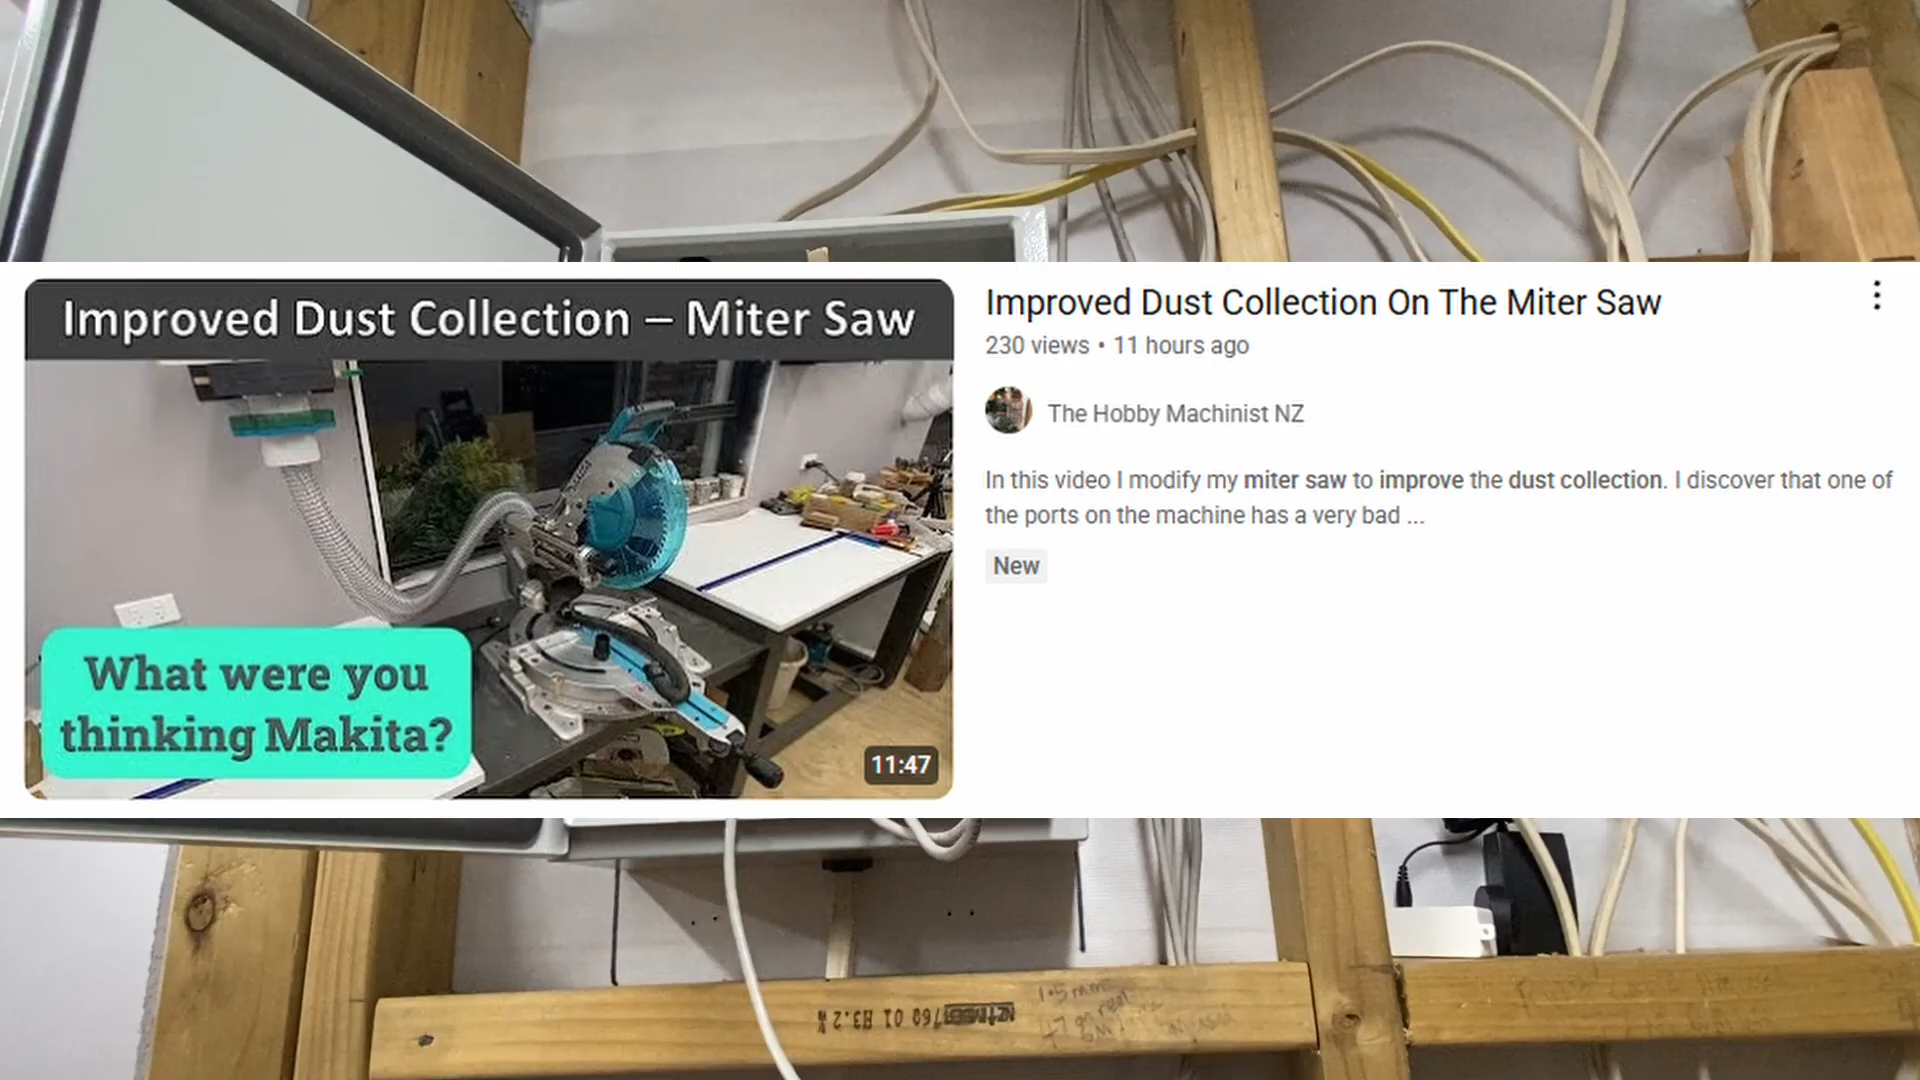 Improved Dust Collection – Miter Saw
What were you
thinking Makita?
11:47
Improved Dust Collection On The Miter Saw
230 views • 11 hours ago
The Hobby Machinist NZ
In this video I modify my miter saw to improve the dust collection. I discover that one of
the ports on the machine has a very bad ...
New
1.5mm